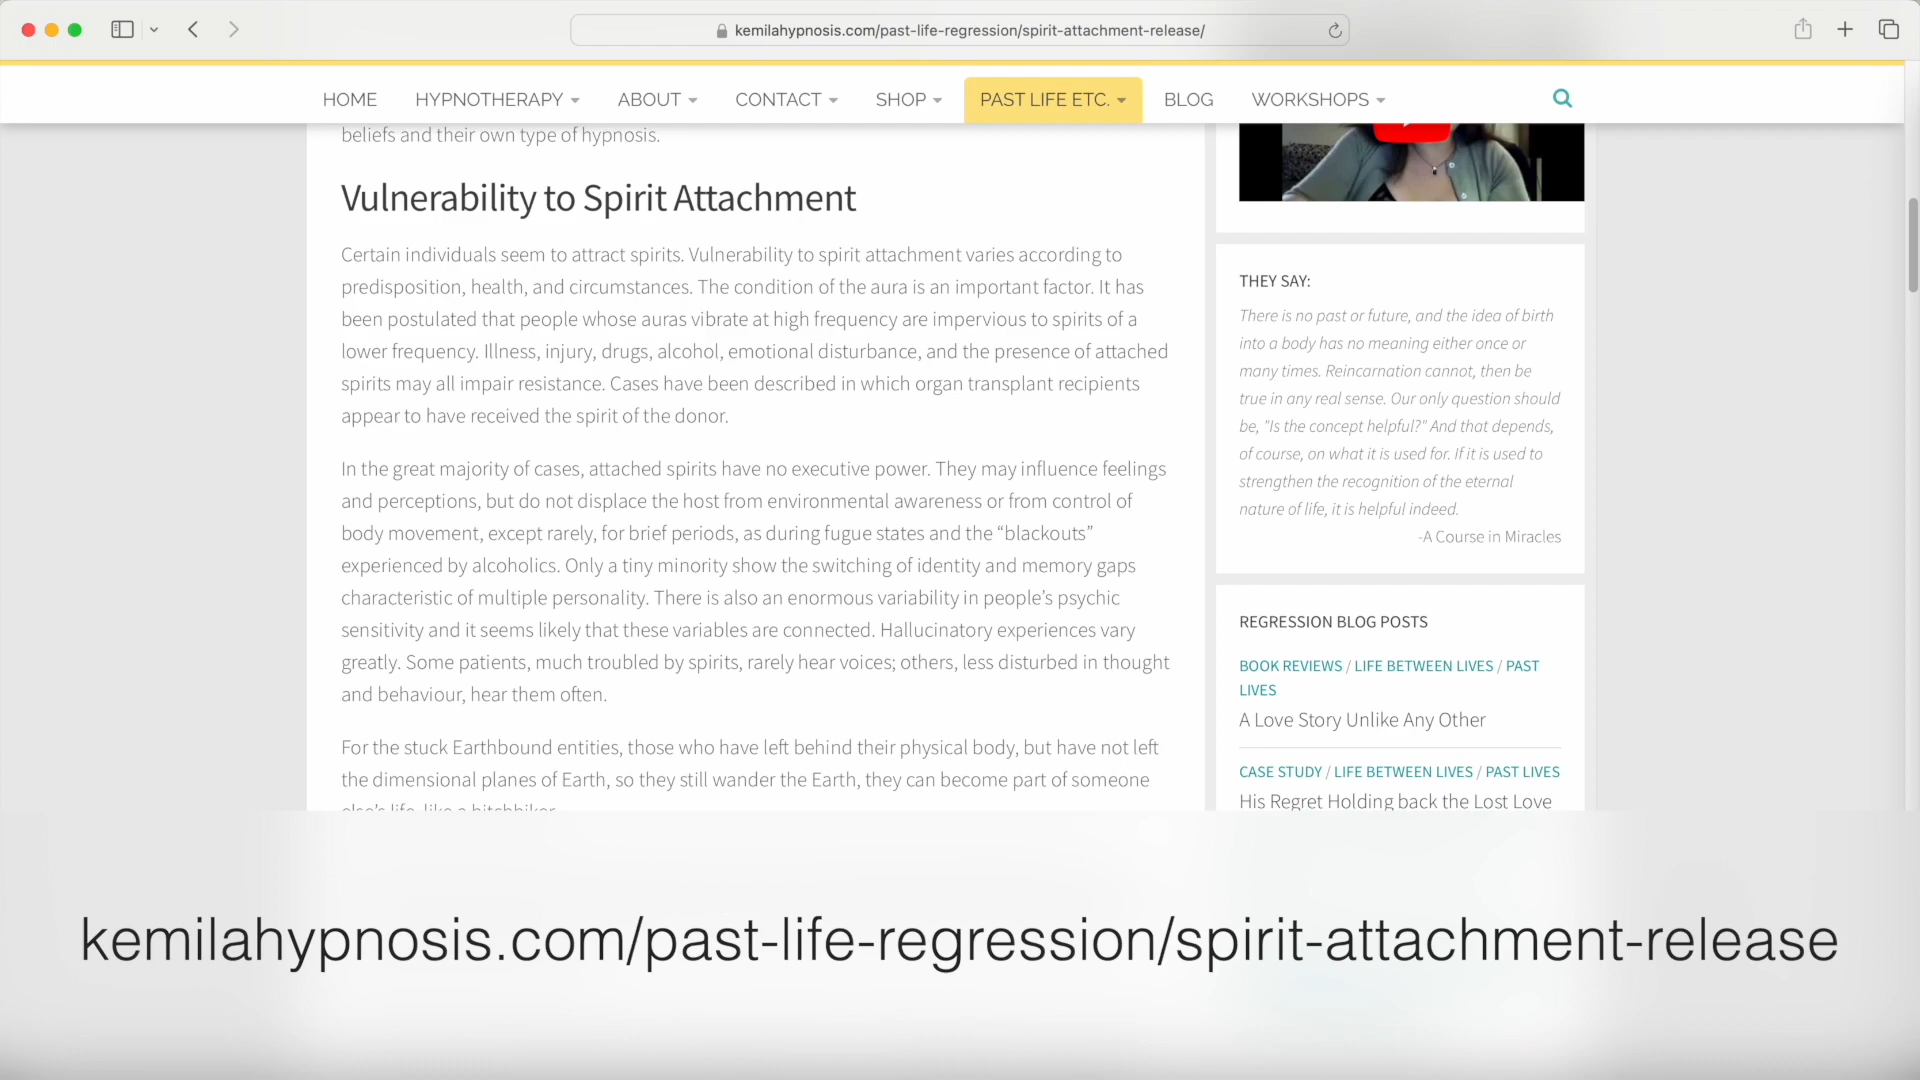 kemilahypnosis.com/past-life-regression/spirit-attachment-release/
HOME HYPNOTHERAPY ABOUT CONTACT SHOP PAST LIFE ETC. BLOG WORKSHOPS
beliefs and their own type of hypnosis.
Vulnerability to Spirit Attachment
Certain individuals seem to attract spirits. Vulnerability to spirit attachment varies according to
predisposition, health, and circumstances. The condition of the aura is an important factor. It has
been postulated that people whose auras vibrate at high frequency are impervious to spirits of a
lower frequency. Illness, injury, drugs, alcohol, emotional disturbance, and the presence of attached
spirits may all impair resistance. Cases have been described in which organ transplant recipients
appear to have received the spirit of the donor.
In the great majority of cases, attached spirits have no executive power. They may influence feelings
and perceptions, but do not displace the host from environmental awareness or from control of
body movement, except rarely, for brief periods, as during fugue states and the “blackouts”
experienced by alcoholics. Only a tiny minority show the switching of identity and memory gaps
characteristic of multiple personality. There is also an enormous variability in people’s psychic
sensitivity and it seems likely that these variables are connected. Hallucinatory experiences vary
greatly. Some patients, much troubled by spirits, rarely hear voices; others, less disturbed in thought
and behaviour, hear them often.
For the stuck Earthbound entities, those who have left behind their physical body, but have not left
the dimensional planes of Earth, so they still wander the Earth, they can become part of someone
else’s life, like a hitchhiker.
THEY SAY:
There is no past or future, and the idea of birth
into a body has no meaning either once or
many times. Reincarnation cannot, then be
true in any real sense. Our only question should
be, "Is the concept helpful?" And that depends,
of course, on what it is used for. If it is used to
strengthen the recognition of the eternal
nature of life, it is helpful indeed.
-A Course in Miracles
REGRESSION BLOG POSTS
BOOK REVIEWS / LIFE BETWEEN LIVES / PAST
LIVES
A Love Story Unlike Any Other
CASE STUDY / LIFE BETWEEN LIVES / PAST LIVES
His Regret Holding back the Lost Love
kemilahypnosis.com/past-life-regression/spirit-attachment-release